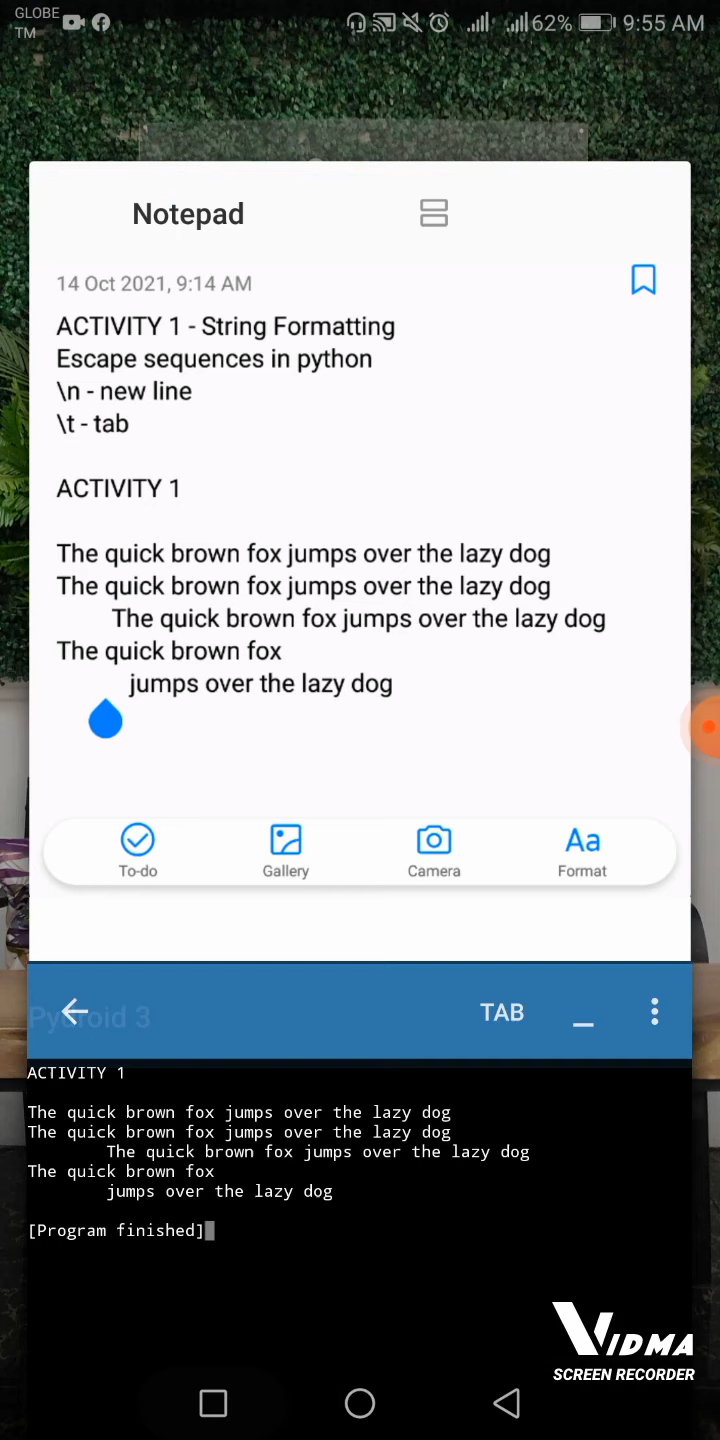 GLOBE
TM
62% 9:55 AM
Notepad
14 Oct 2021, 9:14 AM
ACTIVITY 1 - String Formatting
Escape sequences in python
\n - new line
\t - tab
ACTIVITY 1
The quick brown fox jumps over the lazy dog
The quick brown fox jumps over the lazy dog
The quick brown fox jumps over the lazy dog
The quick brown fox
jumps over the lazy dog
To-do Gallery Camera Format
Pydroid 3
TAB
ACTIVITY 1
The quick brown fox jumps over the lazy dog
The quick brown fox jumps over the lazy dog
The quick brown fox jumps over the lazy dog
The quick brown fox
jumps over the lazy dog
[Program finished]
VIDMA
SCREEN RECORDER